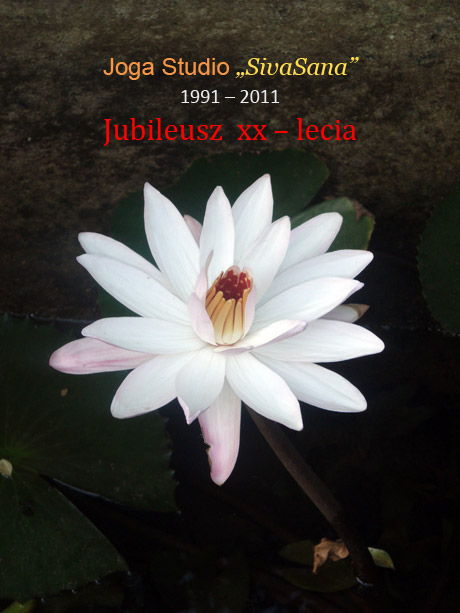 Joga Studio „SivaSana”
1991 – 2011
Jubileusz xx – lecia